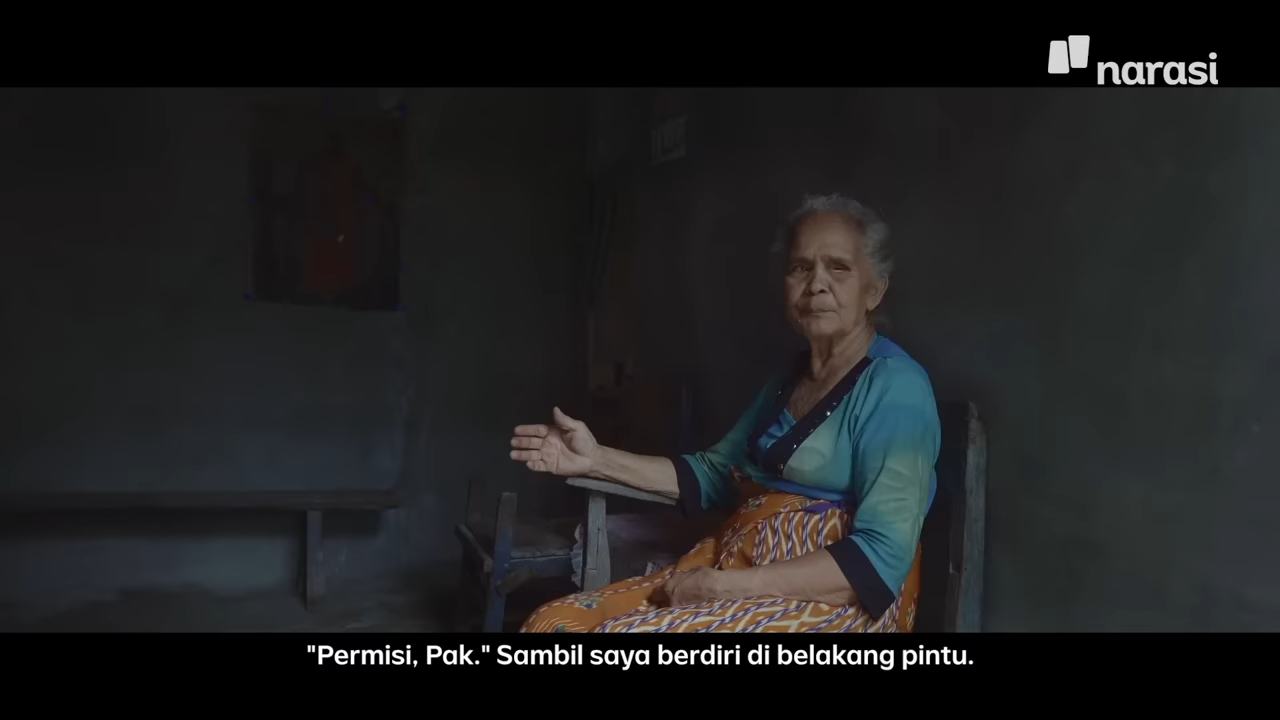 narasi
"Permisi, Pak." Sambil saya berdiri di belakang pintu.